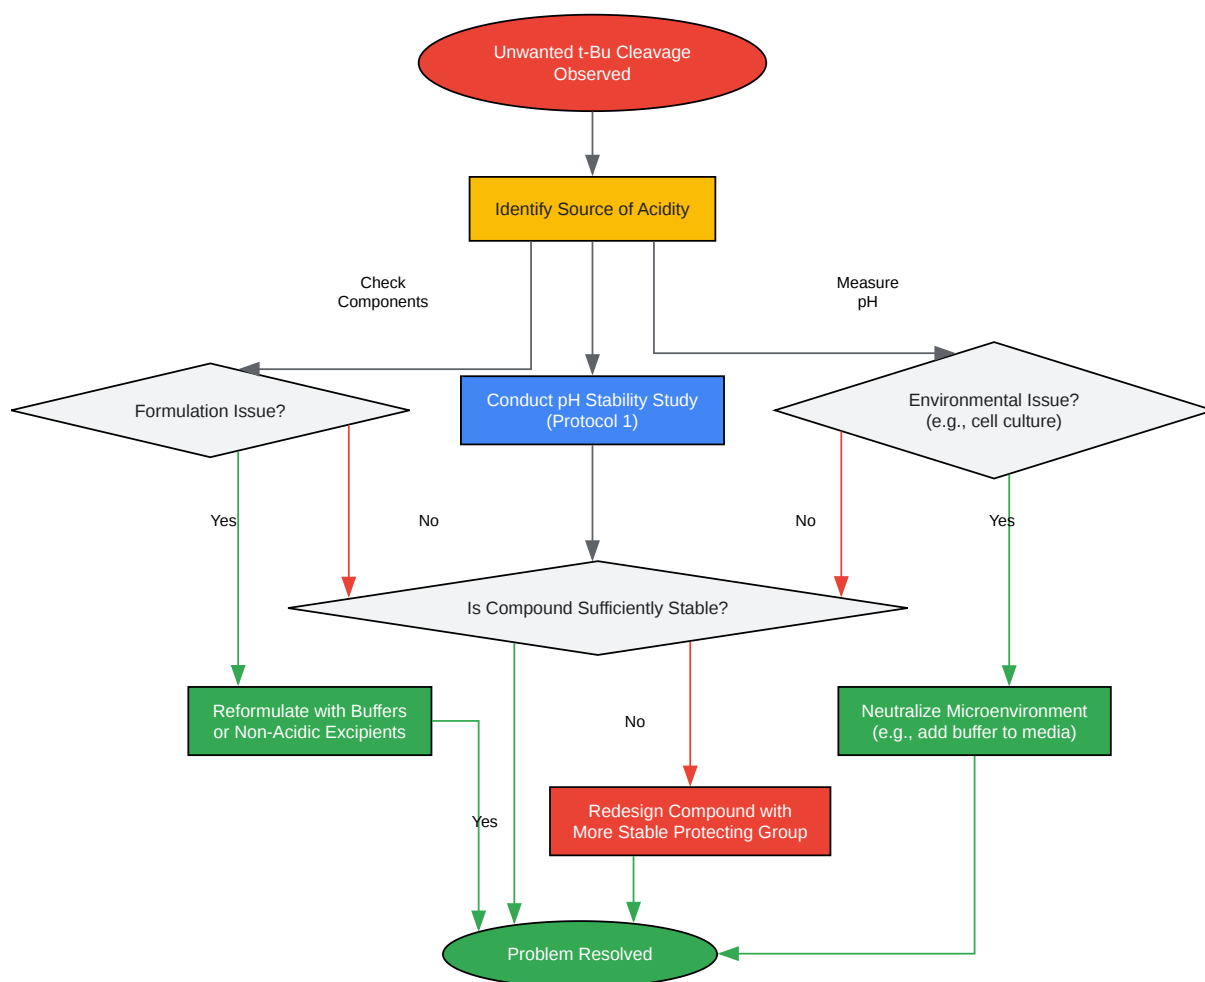 Unwanted t-Bu Cleavage
Observed
Identify Source of Acidity
Check
Components
Measure
pH
Formulation Issue?
Conduct pH Stability Study
(Protocol 1)
Environmental Issue?
(e.g., cell culture)
Yes
No
No
Yes
Is Compound Sufficiently Stable?
Reformulate with Buffers
or Non-Acidic Excipients
No
Neutralize Microenvironment
(e.g., add buffer to media)
Yes
Redesign Compound with
More Stable Protecting Group
Problem Resolved